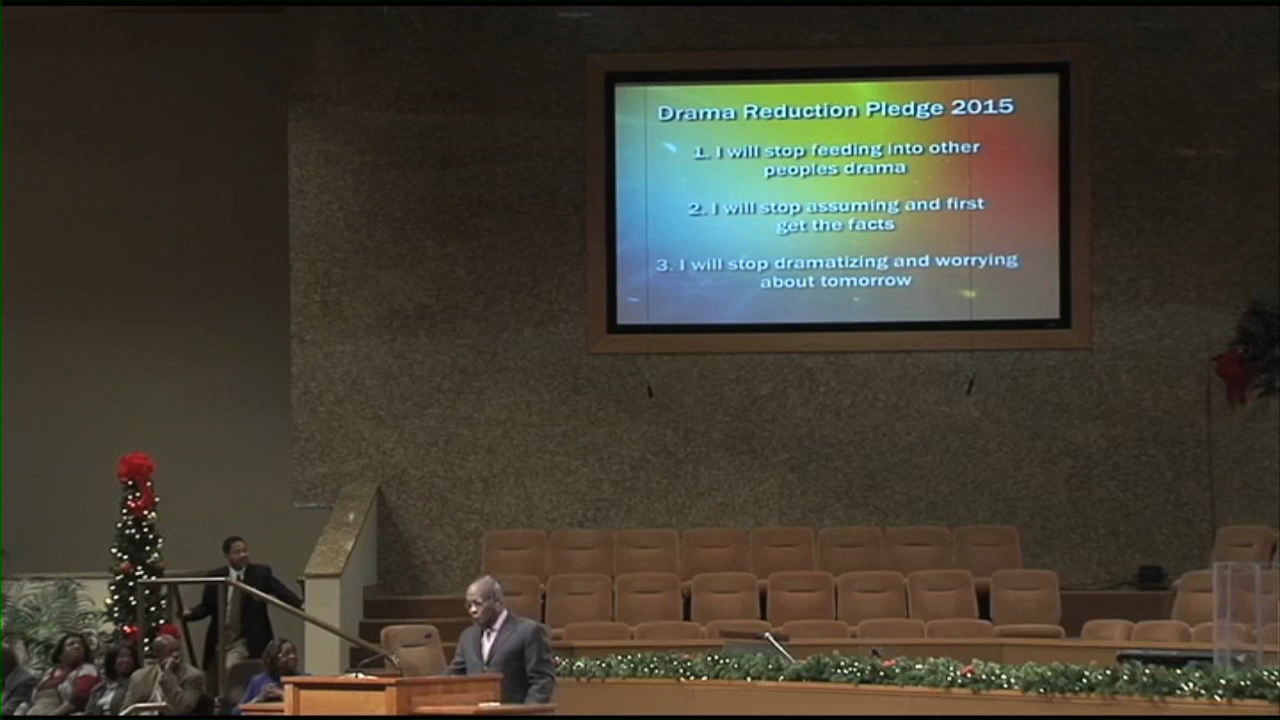 Drama Reduction Pledge 2015
1. I will stop feeding into other
peoples drama
2. I will stop assuming and first
get the facts
3. I will stop dramatizing and worrying
about tomorrow